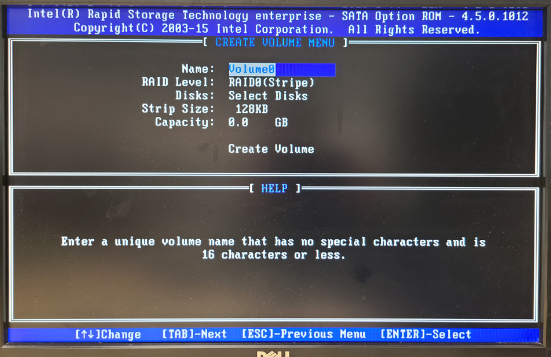 Intel(R) Rapid Storage Technology enterprise - SATA Option ROM - 4.5.0.1012
Copyright(C) 2003-15 Intel Corporation. All Rights Reserved.
[ CREATE VOLUME MENU ]
Name: Volume0
RAID Level: RAID0(Stripe)
Disks: Select Disks
Strip Size: 128KB
Capacity: 0.0 GB
Create Volume
[ HELP ]
Enter a unique volume name that has no special characters and is
16 characters or less.
[↑↓]Change [TAB]-Next [ESC]-Previous Menu [ENTER]-Select
DELL